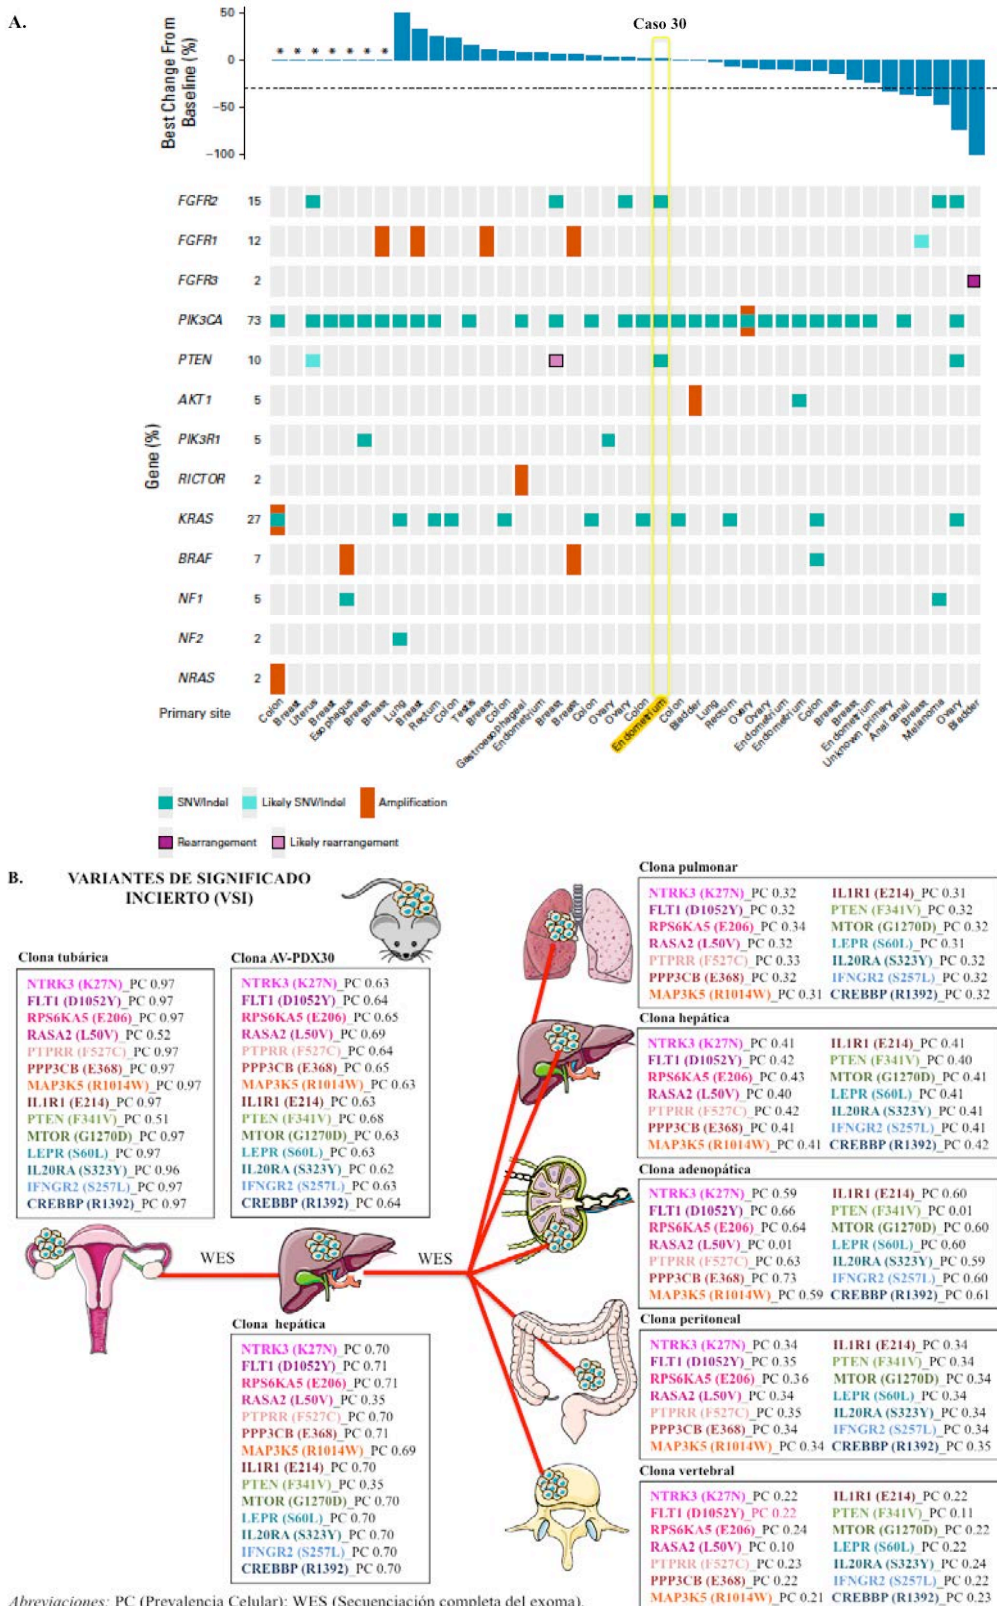 A.
Caso 30
Best Change From
Baseline (%)
50
0
−50
−100
* * * * * * *
Gene (%)
FGFR2 15
FGFR1 12
FGFR3 2
PIK3CA 73
PTEN 10
AKT1 5
PIK3R1 5
RICTOR 2
KRAS 27
BRAF 7
NF1 5
NF2 2
NRAS 2
Primary site
Colon
Breast
Uterus
Breast
Esophagus
Breast
Breast
Lung
Breast
Rectum
Colon
Testis
Breast
Colon
Gastroesophageal
Endometrium
Breast
Breast
Colon
Ovary
Ovary
Colon
Endometrium
Colon
Bladder
Lung
Rectum
Ovary
Ovary
Endometrium
Endometrium
Colon
Breast
Breast
Endometrium
Unknown primary
Anal canal
Breast
Melanoma
Ovary
Bladder
SNV/Indel Likely SNV/Indel Amplification
Rearrangement Likely rearrangement
B. VARIANTES DE SIGNIFICADO
INCIERTO (VSI)
Clona tubárica
NTRK3 (K27N)_PC 0.97
FLT1 (D1052Y)_PC 0.97
RPS6KA5 (E206)_PC 0.97
RASA2 (L50V)_PC 0.52
PTPRR (F527C)_PC 0.97
PPP3CB (E368)_PC 0.97
MAP3K5 (R1014W)_PC 0.97
IL1R1 (E214)_PC 0.97
PTEN (F341V)_PC 0.51
MTOR (G1270D)_PC 0.97
LEPR (S60L)_PC 0.97
IL20RA (S323Y)_PC 0.96
IFNGR2 (S257L)_PC 0.97
CREBBP (R1392)_PC 0.97
Clona AV-PDX30
NTRK3 (K27N)_PC 0.63
FLT1 (D1052Y)_PC 0.64
RPS6KA5 (E206)_PC 0.65
RASA2 (L50V)_PC 0.69
PTPRR (F527C)_PC 0.64
PPP3CB (E368)_PC 0.65
MAP3K5 (R1014W)_PC 0.63
IL1R1 (E214)_PC 0.63
PTEN (F341V)_PC 0.68
MTOR (G1270D)_PC 0.63
LEPR (S60L)_PC 0.63
IL20RA (S323Y)_PC 0.62
IFNGR2 (S257L)_PC 0.63
CREBBP (R1392)_PC 0.64
WES
WES
Clona hepática
NTRK3 (K27N)_PC 0.70
FLT1 (D1052Y)_PC 0.71
RPS6KA5 (E206)_PC 0.71
RASA2 (L50V)_PC 0.35
PTPRR (F527C)_PC 0.70
PPP3CB (E368)_PC 0.71
MAP3K5 (R1014W)_PC 0.69
IL1R1 (E214)_PC 0.70
PTEN (F341V)_PC 0.35
MTOR (G1270D)_PC 0.70
LEPR (S60L)_PC 0.70
IL20RA (S323Y)_PC 0.70
IFNGR2 (S257L)_PC 0.70
CREBBP (R1392)_PC 0.70
Clona pulmonar
NTRK3 (K27N)_PC 0.32 IL1R1 (E214)_PC 0.31
FLT1 (D1052Y)_PC 0.32 PTEN (F341V)_PC 0.32
RPS6KA5 (E206)_PC 0.34 MTOR (G1270D)_PC 0.32
RASA2 (L50V)_PC 0.32 LEPR (S60L)_PC 0.31
PTPRR (F527C)_PC 0.33 IL20RA (S323Y)_PC 0.32
PPP3CB (E368)_PC 0.32 IFNGR2 (S257L)_PC 0.32
MAP3K5 (R1014W)_PC 0.31 CREBBP (R1392)_PC 0.32
Clona hepática
NTRK3 (K27N)_PC 0.41 IL1R1 (E214)_PC 0.41
FLT1 (D1052Y)_PC 0.42 PTEN (F341V)_PC 0.40
RPS6KA5 (E206)_PC 0.43 MTOR (G1270D)_PC 0.41
RASA2 (L50V)_PC 0.40 LEPR (S60L)_PC 0.41
PTPRR (F527C)_PC 0.42 IL20RA (S323Y)_PC 0.41
PPP3CB (E368)_PC 0.41 IFNGR2 (S257L)_PC 0.41
MAP3K5 (R1014W)_PC 0.41 CREBBP (R1392)_PC 0.42
Clona adenopática
NTRK3 (K27N)_PC 0.59 IL1R1 (E214)_PC 0.60
FLT1 (D1052Y)_PC 0.66 PTEN (F341V)_PC 0.01
RPS6KA5 (E206)_PC 0.64 MTOR (G1270D)_PC 0.60
RASA2 (L50V)_PC 0.01 LEPR (S60L)_PC 0.60
PTPRR (F527C)_PC 0.63 IL20RA (S323Y)_PC 0.59
PPP3CB (E368)_PC 0.73 IFNGR2 (S257L)_PC 0.60
MAP3K5 (R1014W)_PC 0.59 CREBBP (R1392)_PC 0.61
Clona peritoneal
NTRK3 (K27N)_PC 0.34 IL1R1 (E214)_PC 0.34
FLT1 (D1052Y)_PC 0.35 PTEN (F341V)_PC 0.34
RPS6KA5 (E206)_PC 0.36 MTOR (G1270D)_PC 0.34
RASA2 (L50V)_PC 0.34 LEPR (S60L)_PC 0.34
PTPRR (F527C)_PC 0.35 IL20RA (S323Y)_PC 0.34
PPP3CB (E368)_PC 0.34 IFNGR2 (S257L)_PC 0.34
MAP3K5 (R1014W)_PC 0.34 CREBBP (R1392)_PC 0.35
Clona vertebral
NTRK3 (K27N)_PC 0.22 IL1R1 (E214)_PC 0.22
FLT1 (D1052Y)_PC 0.22 PTEN (F341V)_PC 0.11
RPS6KA5 (E206)_PC 0.24 MTOR (G1270D)_PC 0.22
RASA2 (L50V)_PC 0.10 LEPR (S60L)_PC 0.22
PTPRR (F527C)_PC 0.23 IL20RA (S323Y)_PC 0.24
PPP3CB (E368)_PC 0.22 IFNGR2 (S257L)_PC 0.22
MAP3K5 (R1014W)_PC 0.21 CREBBP (R1392)_PC 0.23
Abreviaciones: PC (Prevalencia Celular); WES (Secuenciación completa del exoma).